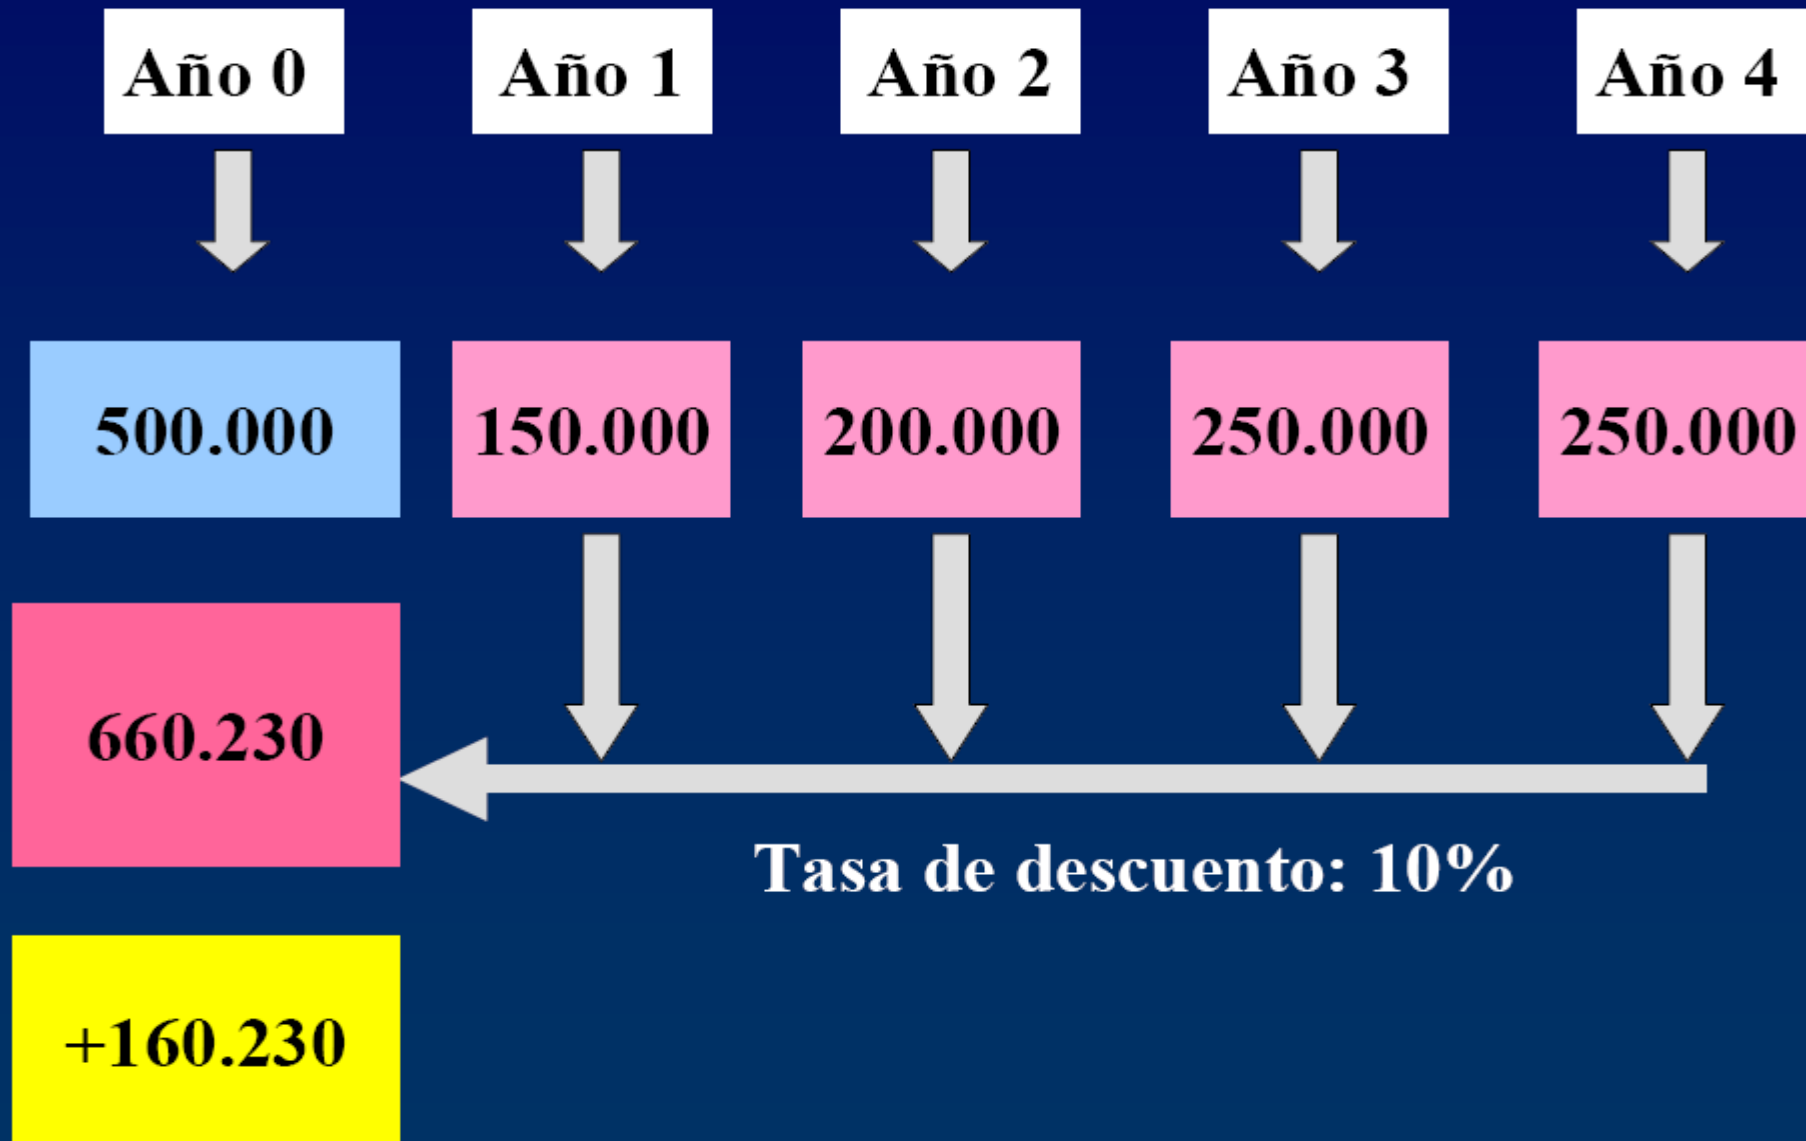 Año 0 Año 1 Año 2 Año 3 Año 4
500.000 150.000 200.000 250.000 250.000
660.230
Tasa de descuento: 10%
+160.230